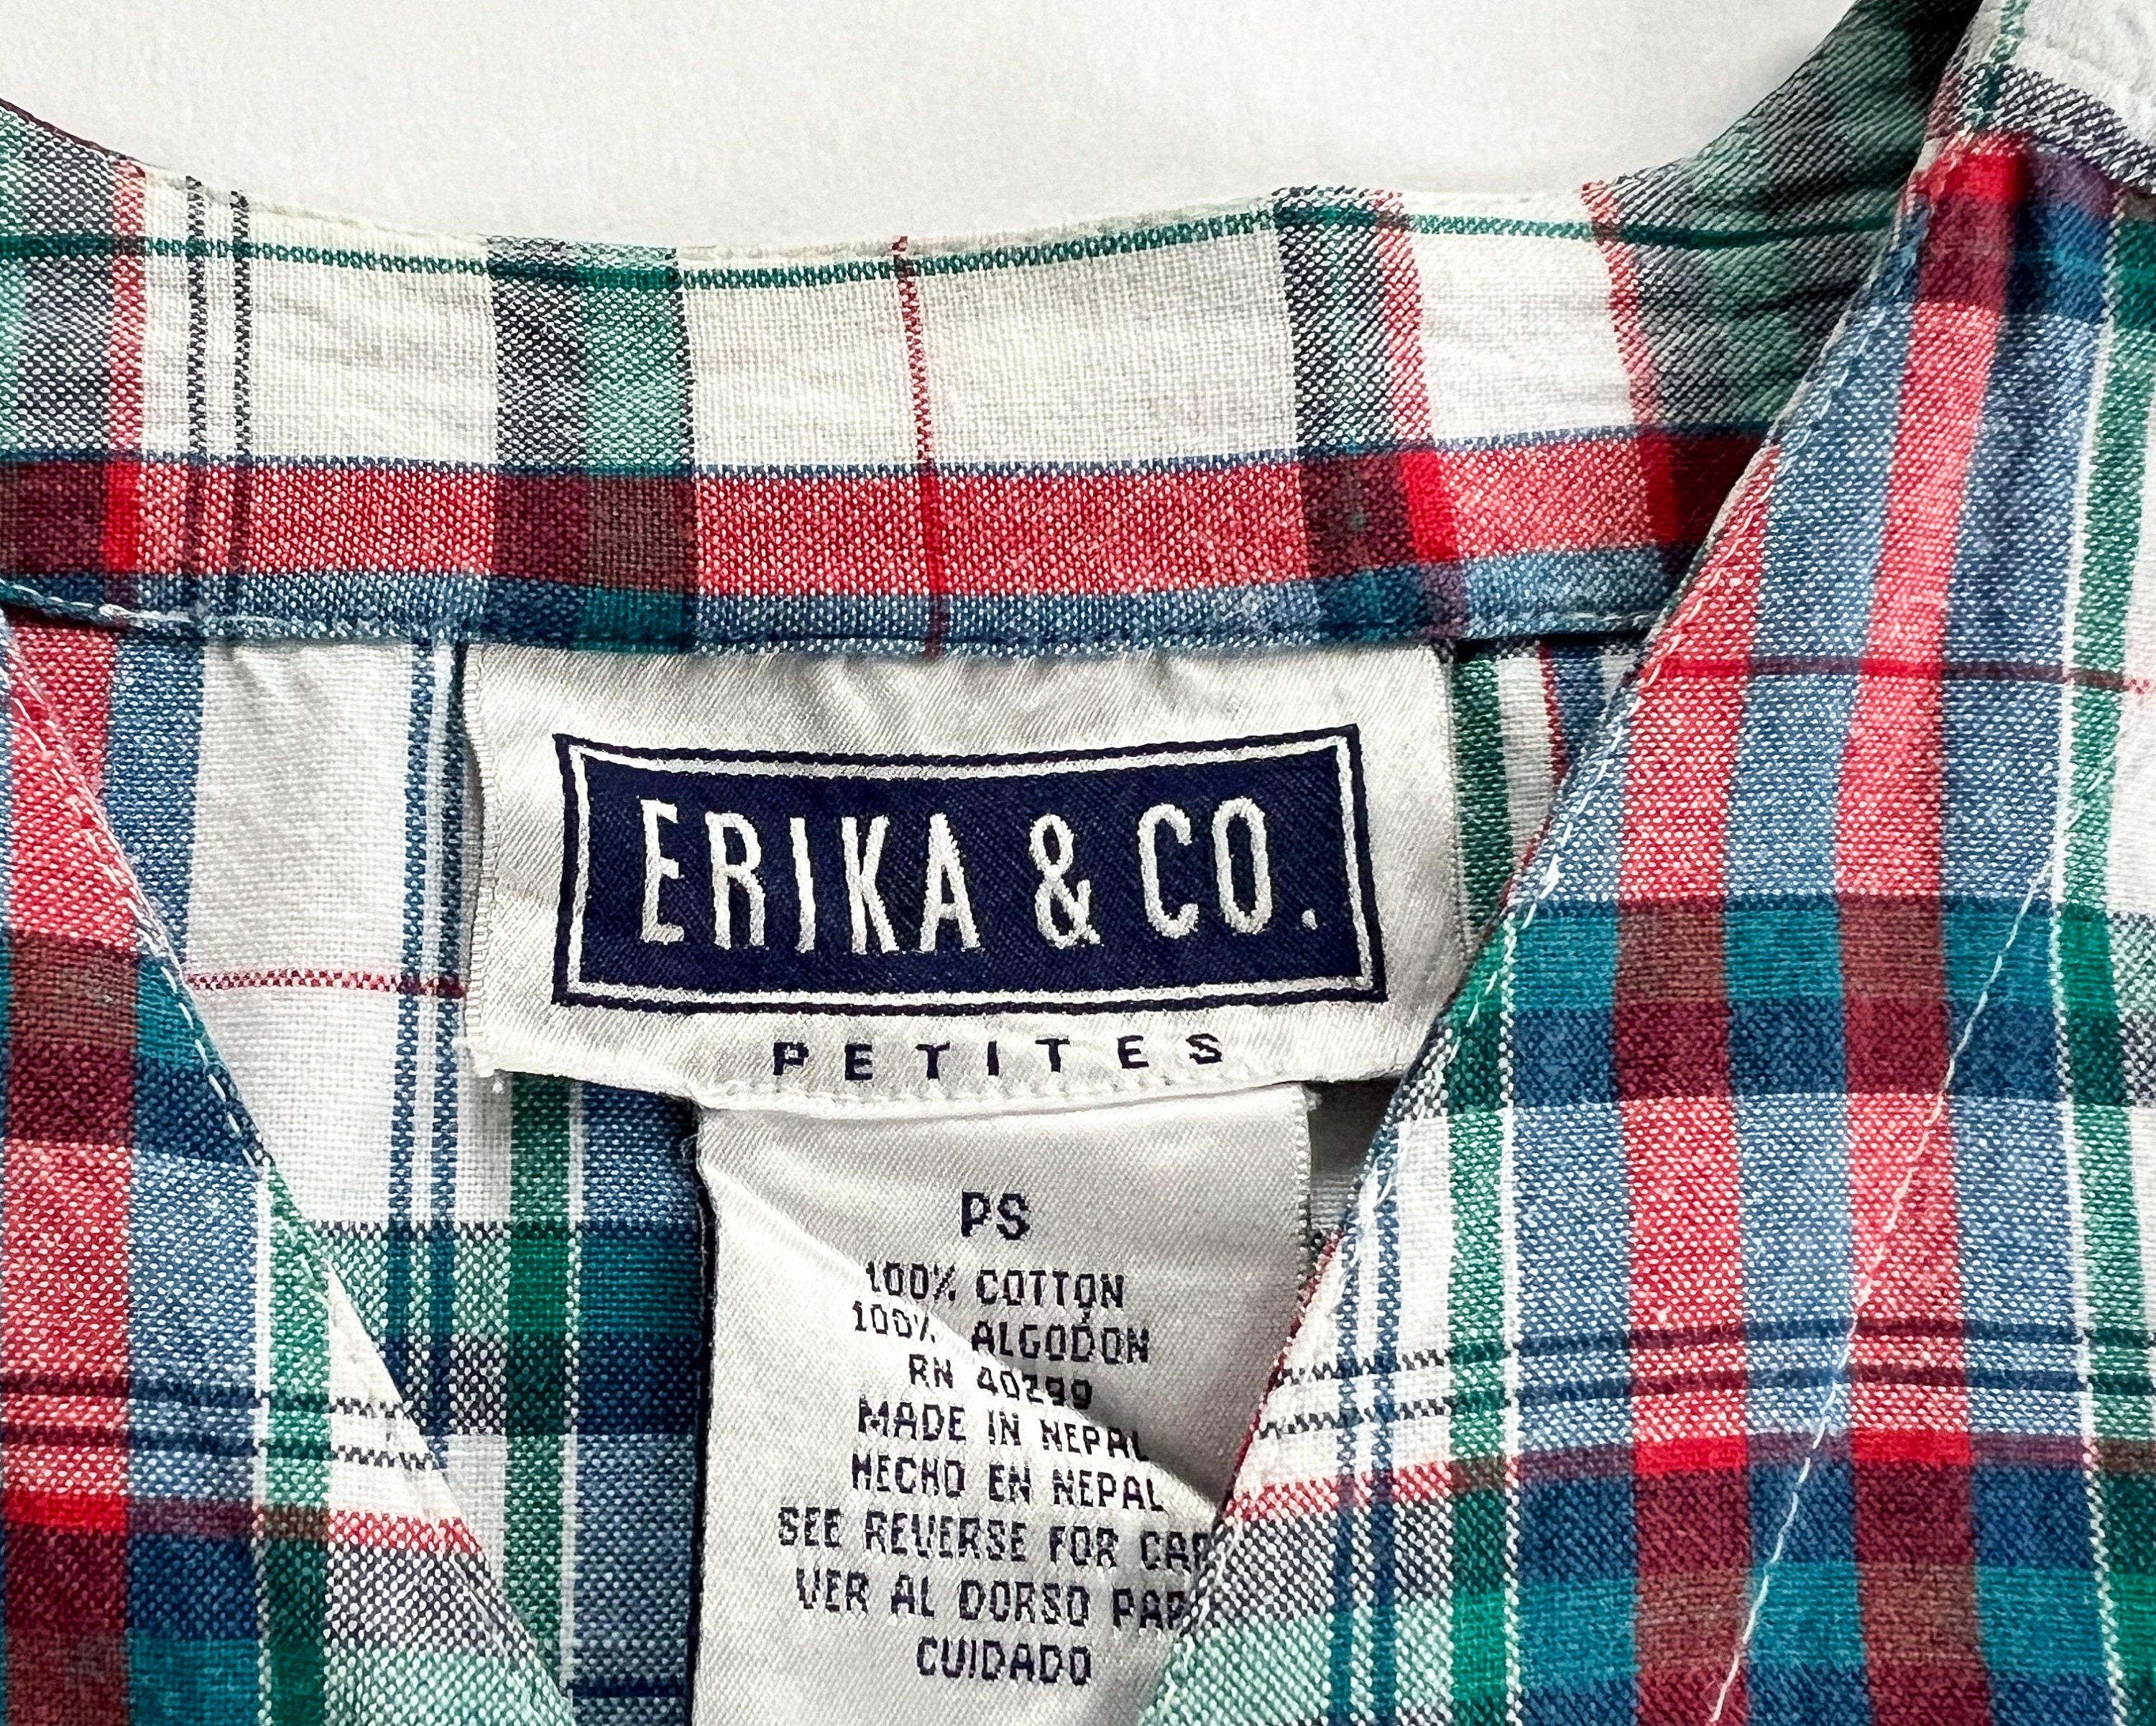 ERIKA & CO.
PETITES
PS
100% COTTON
100% ALGODON
RN 40299
MADE IN NEPAL
HECHO EN NEPAL
SEE REVERSE FOR
VER AL DORSO
CUIDADO